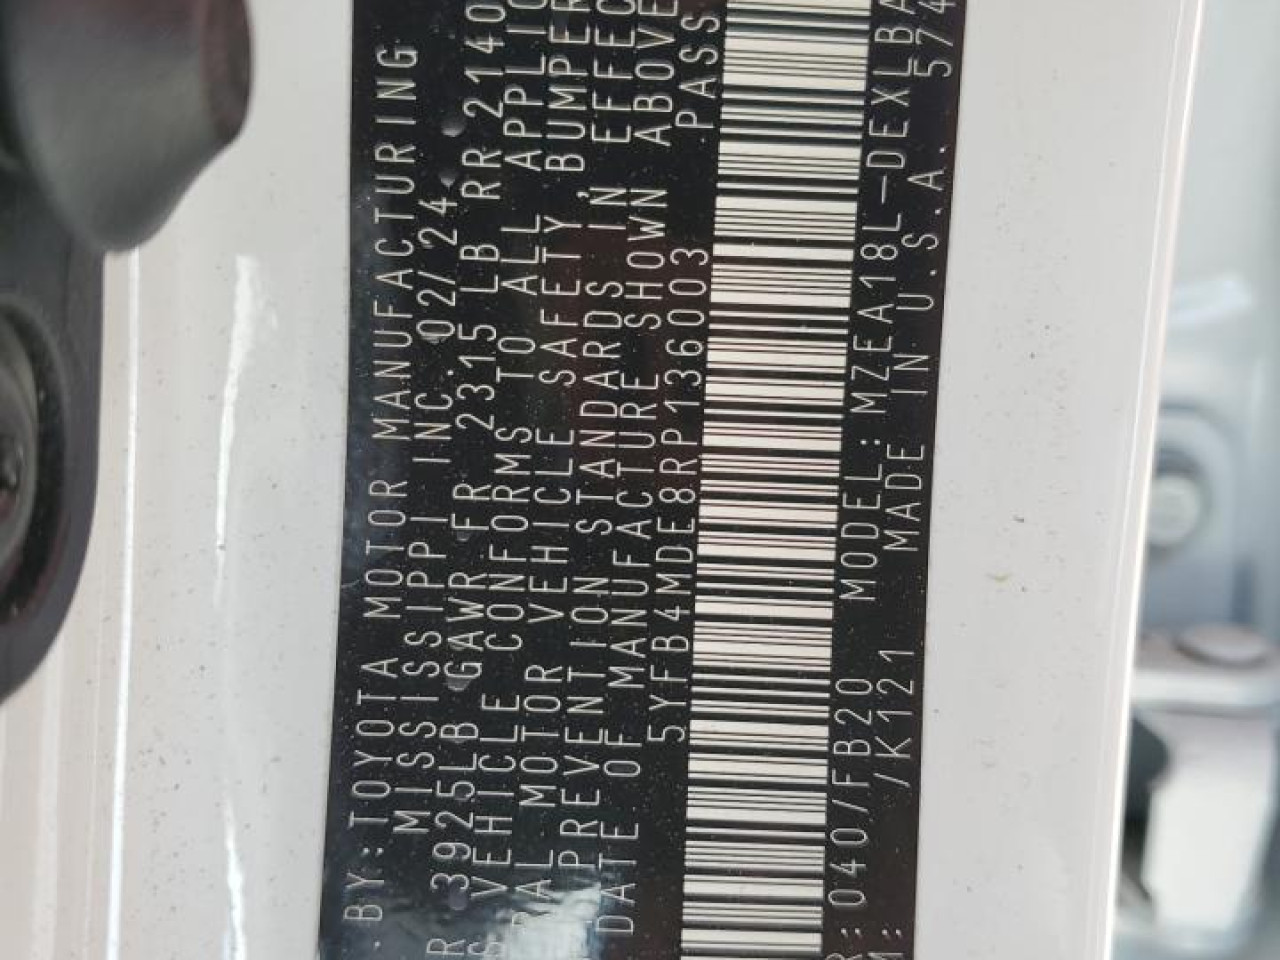 . BY: TOYOTA MOTOR MANUFACTURING
MISSISSIPPI INC. 02/24
R 3925LB GAWR FR 2315 LB RR 2140
S VEHICLE CONFORMS TO ALL APPLIC
RAL MOTOR VEHICLE SAFETY, BUMPER
PREVENTION STANDARDS IN EFFEC
DATE OF MANUFACTURE SHOWN ABOVE
5YFB4MDE8RP136003 PASS
R: 040/FB20 MODEL: MZEA18L-DEXLBA
M: /K121 MADE IN U.S.A. 574